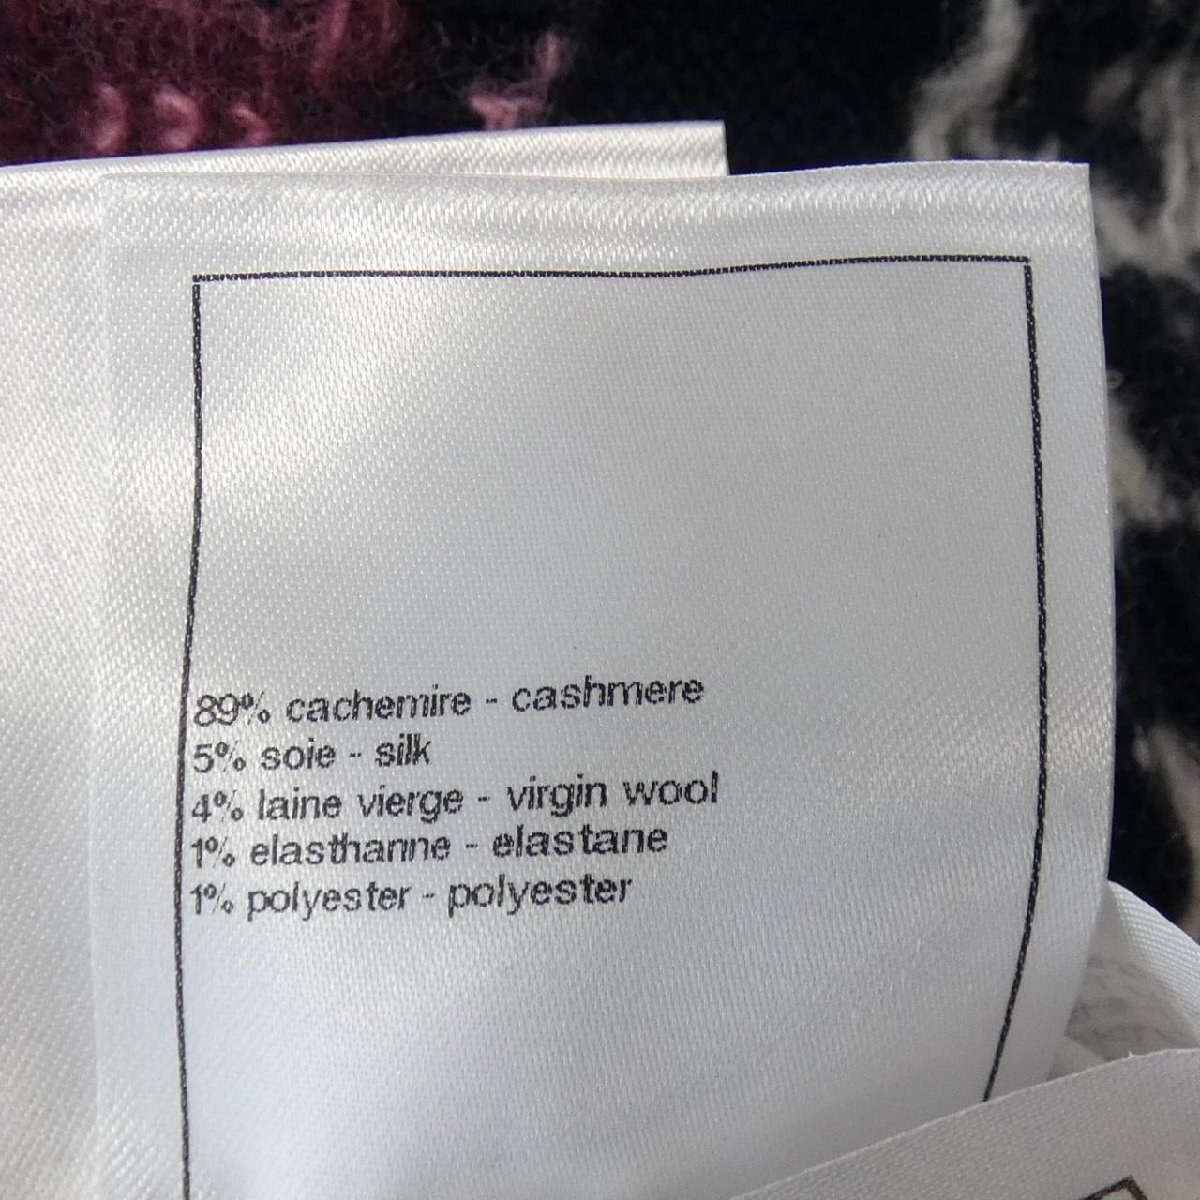 89% cachemire - cashmere
5% soie - silk
4% laine vierge - virgin wool
1% elasthanne - elastane
1% polyester - polyester